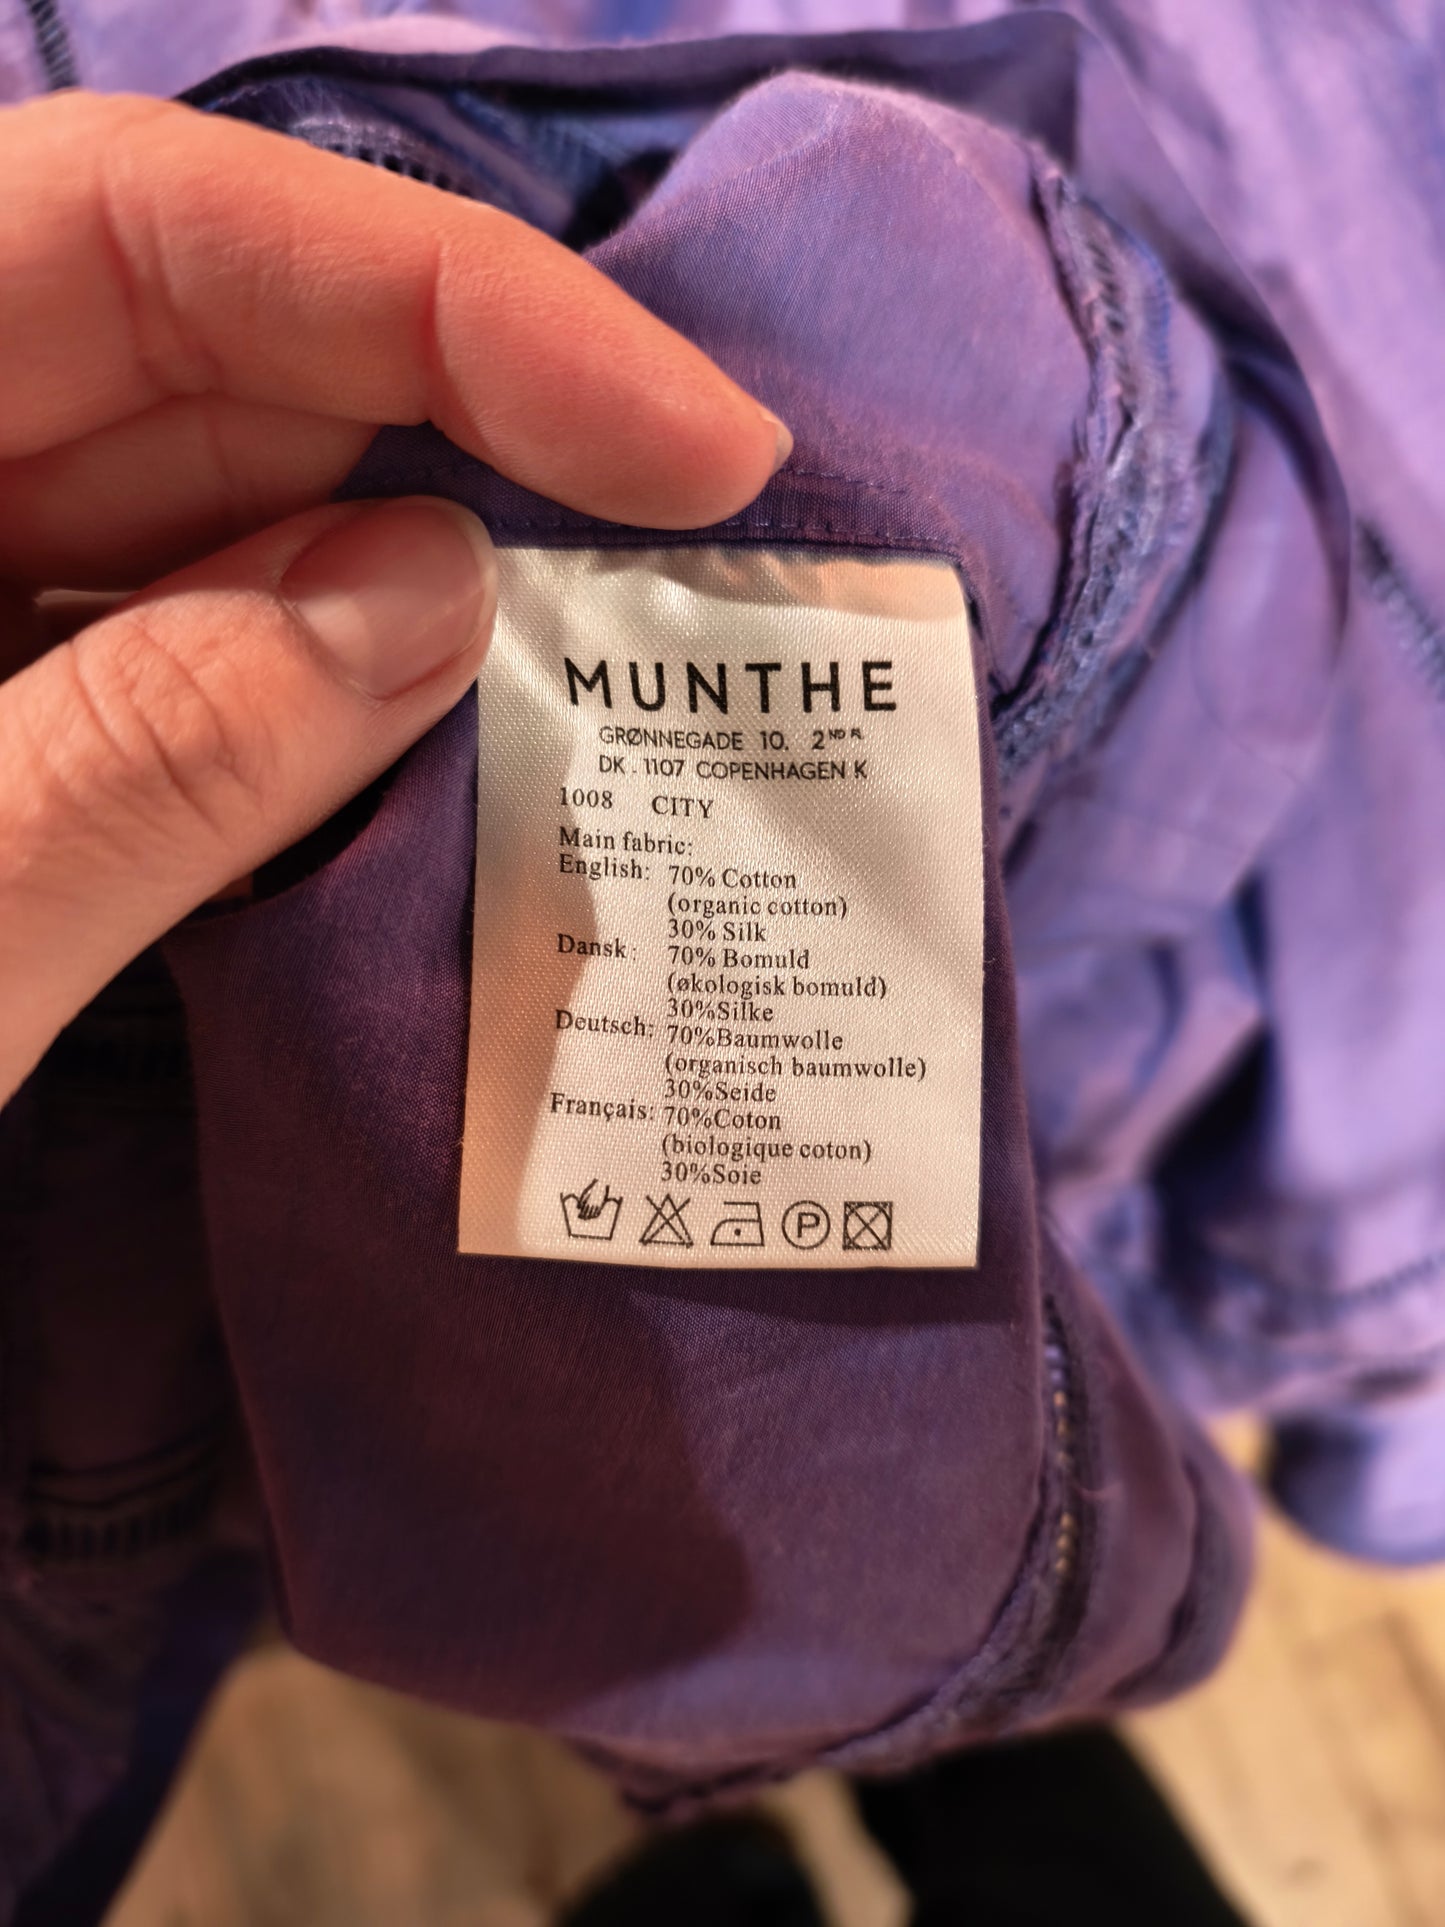 MUNTHE
GRØNNEGADE 10. 2ND FL
DK . 1107 COPENHAGEN K
1008 CITY
Main fabric:
English: 70% Cotton
(organic cotton)
30% Silk
Dansk: 70% Bomuld
(økologisk bomuld)
30%Silke
Deutsch: 70%Baumwolle
(organisch baumwolle)
30%Seide
Français: 70%Coton
(biologique coton)
30%Soie
P